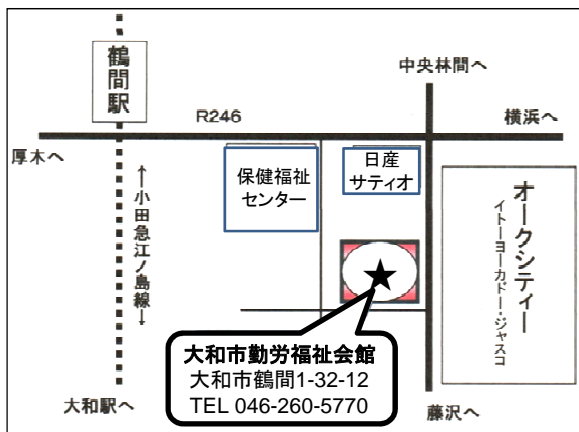 鶴間駅
中央林間へ
R246
横浜へ
厚木へ
保健福祉
センター
日産
サティオ
←小田急江ノ島線→
オークシティー
イトーヨーカドー・ジャスコ
大和市勤労福祉会館
大和市鶴間1-32-12
TEL 046-260-5770
大和駅へ
藤沢へ